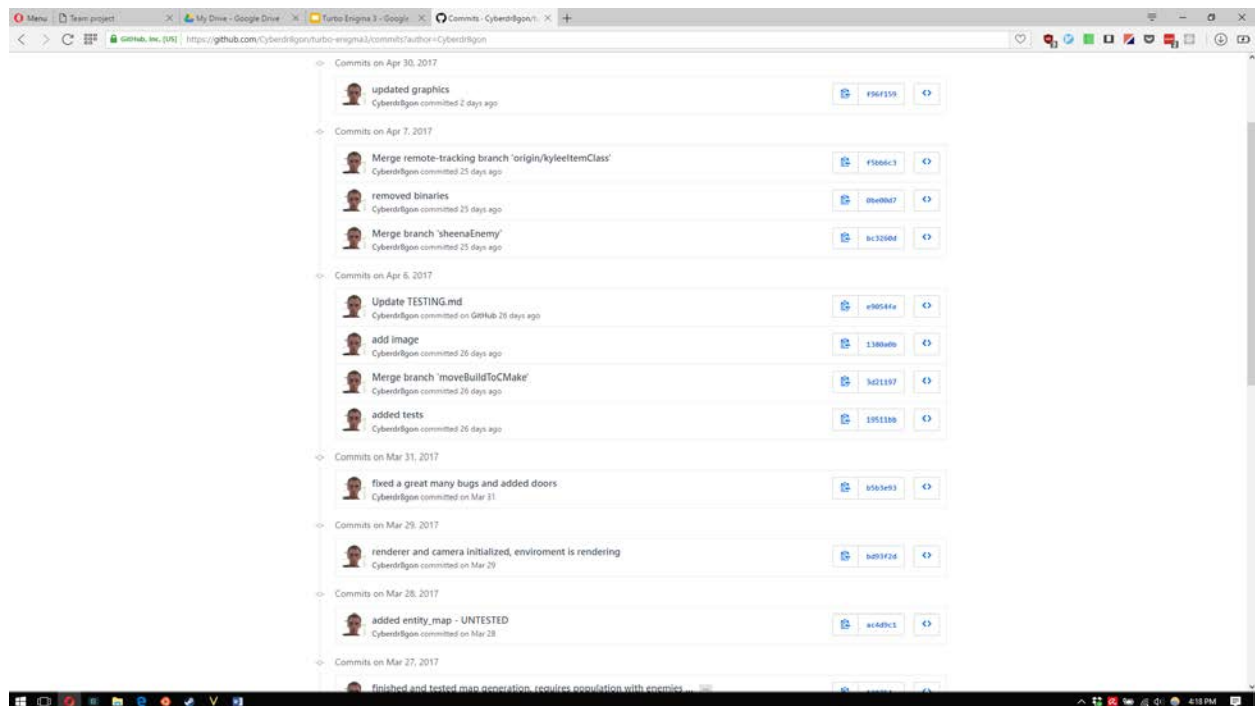 Menu
Team project
My Drive - Google Drive
Turbo Enigma 3 - Google
Commits · Cyberdr8gon/t
GitHub, Inc. [US]
https://github.com/Cyberdr8gon/turbo-enigma3/commits?author=Cyberdr8gon
Commits on Apr 30, 2017
updated graphics
Cyberdr8gon committed 2 days ago
f96f159
Commits on Apr 7, 2017
Merge remote-tracking branch 'origin/kyleeItemClass'
Cyberdr8gon committed 25 days ago
f5bb6c3
removed binaries
Cyberdr8gon committed 25 days ago
0be00d7
Merge branch 'sheenaEnemy'
Cyberdr8gon committed 25 days ago
bc3260d
Commits on Apr 6, 2017
Update TESTING.md
Cyberdr8gon committed on GitHub 26 days ago
e9054fa
add image
Cyberdr8gon committed 26 days ago
1380a0b
Merge branch 'moveBuildToCMake'
Cyberdr8gon committed 26 days ago
3d21197
added tests
Cyberdr8gon committed 26 days ago
19511bb
Commits on Mar 31, 2017
fixed a great many bugs and added doors
Cyberdr8gon committed on Mar 31
b5b3e93
Commits on Mar 29, 2017
renderer and camera initialized, enviroment is rendering
Cyberdr8gon committed on Mar 29
bd93f2d
Commits on Mar 28, 2017
added entity_map - UNTESTED
Cyberdr8gon committed on Mar 28
ac4d9c1
Commits on Mar 27, 2017
finished and tested map generation, requires population with enemies ...
4:18 PM